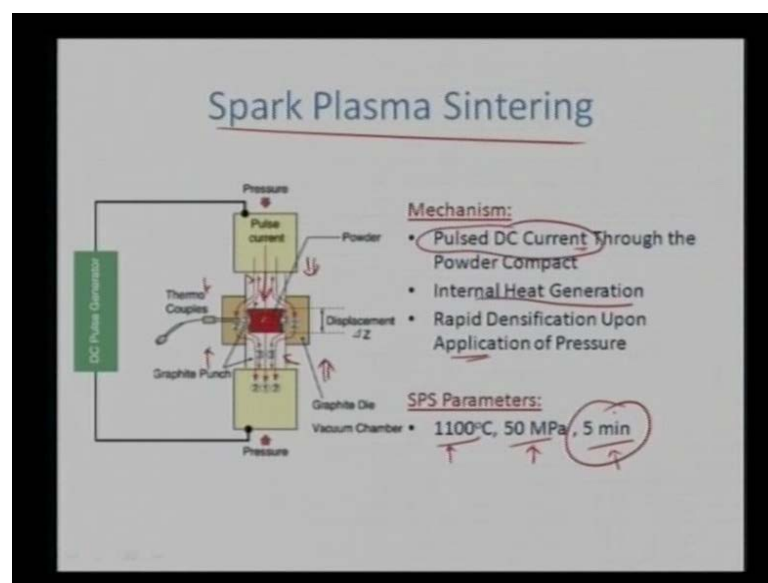 Spark Plasma Sintering
Pressure
Pulse
current
Powder
Thermo
Couples
DC Pulse Generator
Displacement
ΔZ
Graphite Punch
Graphite Die
Vacuum Chamber
Pressure
Mechanism:
• Pulsed DC Current Through the
Powder Compact
• Internal Heat Generation
• Rapid Densification Upon
Application of Pressure
SPS Parameters:
• 1100°C, 50 MPa, 5 min